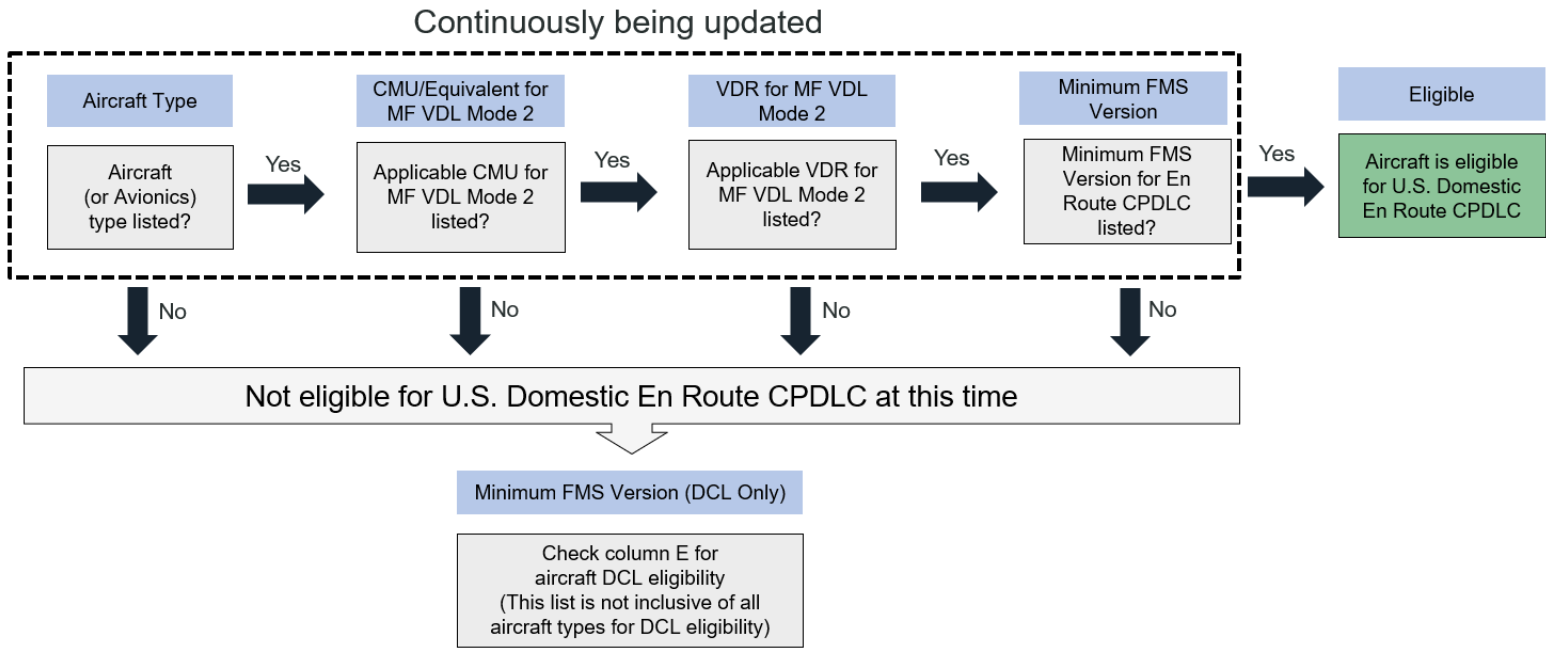 Continuously being updated
Aircraft Type
Aircraft
(or Avionics)
type listed?
Yes
CMU/Equivalent for
MF VDL Mode 2
Applicable CMU for
MF VDL Mode 2
listed?
Yes
VDR for MF VDL
Mode 2
Applicable VDR for
MF VDL Mode 2
listed?
Yes
Minimum FMS
Version
Minimum FMS
Version for En
Route CPDLC
listed?
Yes
Eligible
Aircraft is eligible
for U.S. Domestic
En Route CPDLC
No
No
No
No
Not eligible for U.S. Domestic En Route CPDLC at this time
Minimum FMS Version (DCL Only)
Check column E for
aircraft DCL eligibility
(This list is not inclusive of all
aircraft types for DCL eligibility)